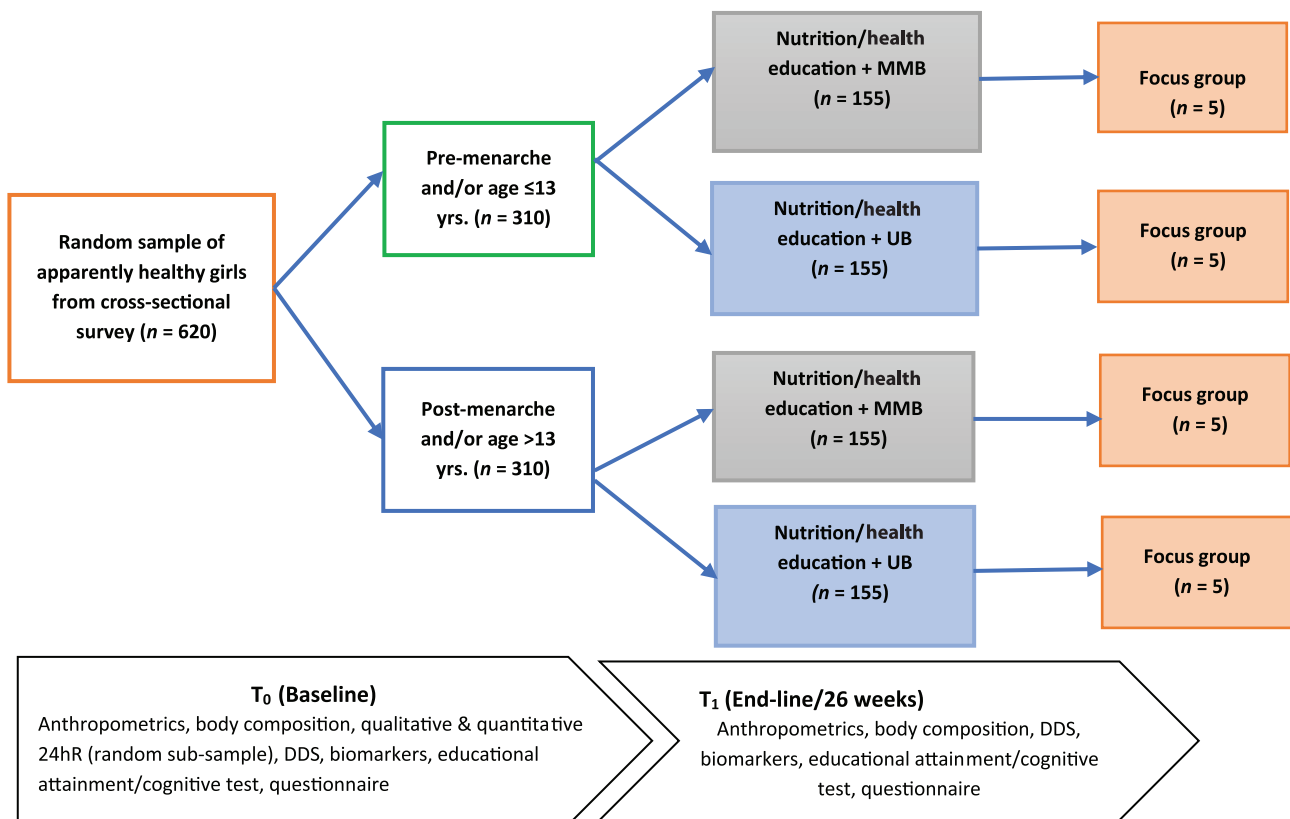 Random sample of
apparently healthy girls
from cross-sectional
survey (n = 620)
Pre-menarche
and/or age ≤13
yrs. (n = 310)
Post-menarche
and/or age >13
yrs. (n = 310)
Nutrition/health
education + MMB
(n = 155)
Nutrition/health
education + UB
(n = 155)
Nutrition/health
education + MMB
(n = 155)
Nutrition/health
education + UB
(n = 155)
Focus group
(n = 5)
Focus group
(n = 5)
Focus group
(n = 5)
Focus group
(n = 5)
T0 (Baseline)
Anthropometrics, body composition, qualitative & quantitative
24hR (random sub-sample), DDS, biomarkers, educational
attainment/cognitive test, questionnaire
T1 (End-line/26 weeks)
Anthropometrics, body composition, DDS,
biomarkers, educational attainment/cognitive
test, questionnaire